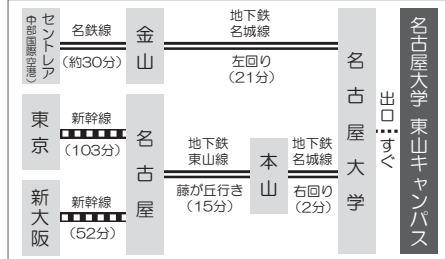 セントレア
(中部国際空港)
名鉄線
(約30分)
金山
地下鉄
名城線
左回り
(21分)
東京
新幹線
(103分)
新大阪
新幹線
(52分)
名古屋
地下鉄
東山線
藤が丘行き
(15分)
本山
地下鉄
名城線
右回り
(2分)
名古屋大学
出口すぐ
名古屋大学 東山キャンパス